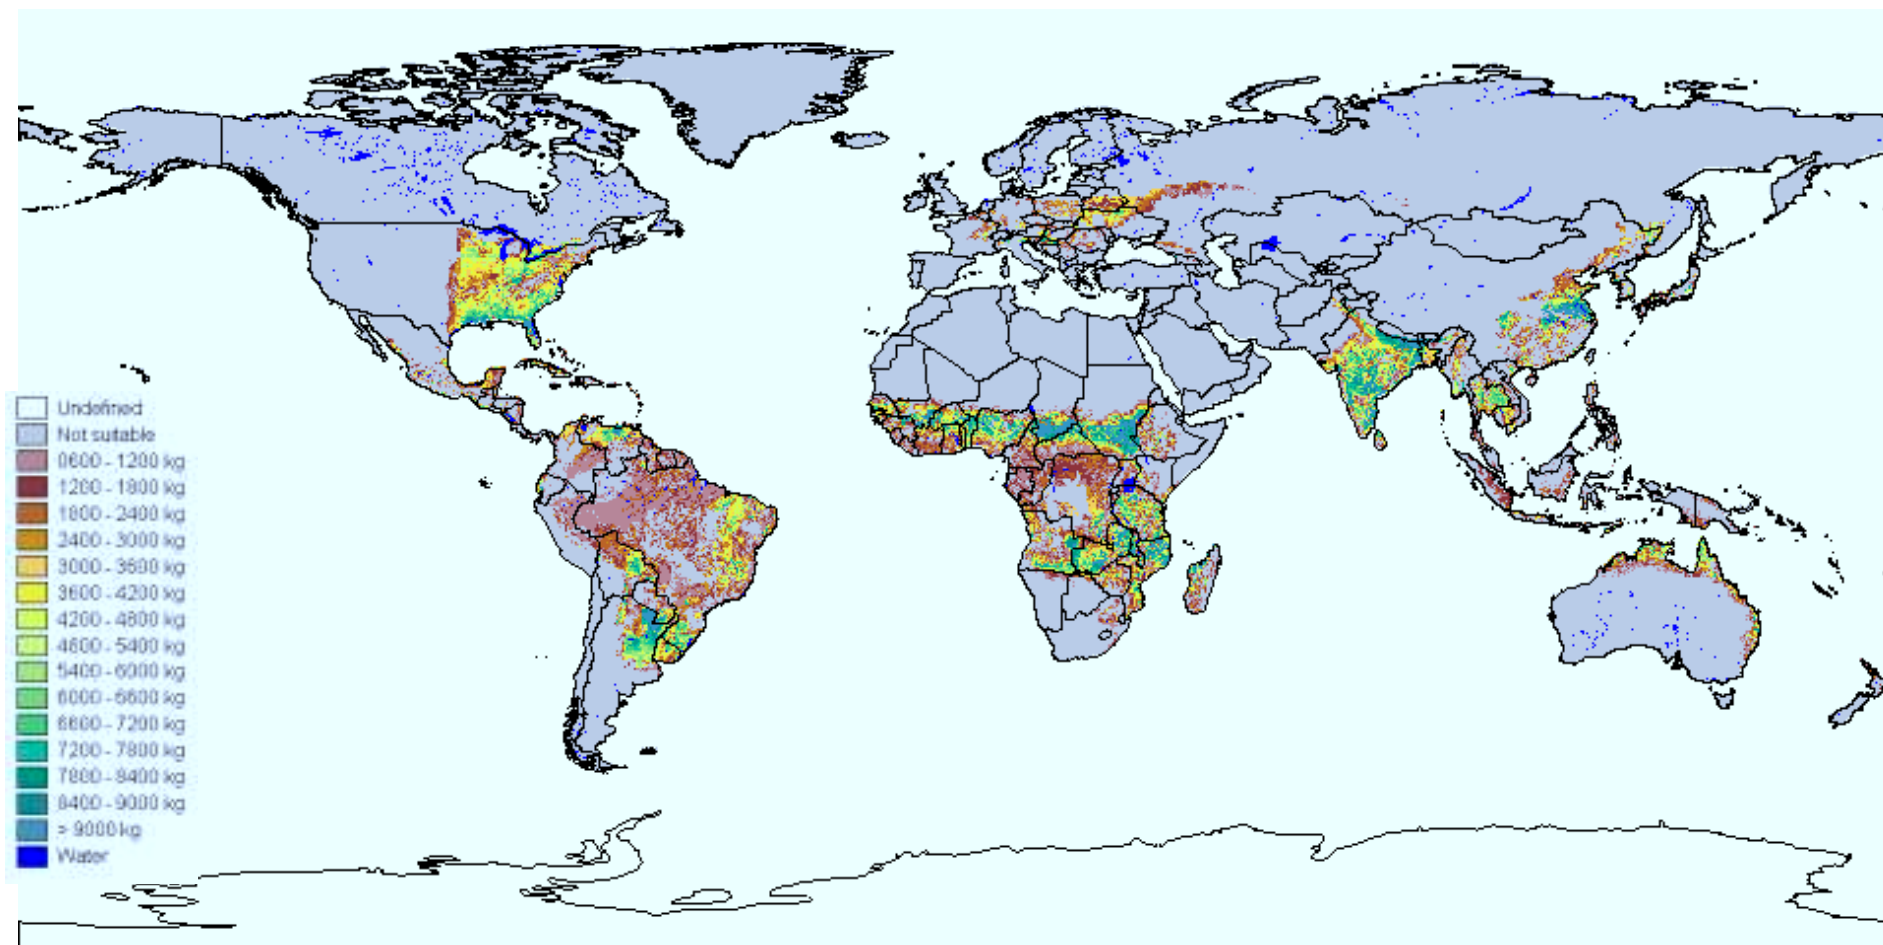 Undefined
Not suitable
0600 - 1200 kg
1200 - 1800 kg
1800 - 2400 kg
2400 - 3000 kg
3000 - 3600 kg
3600 - 4200 kg
4200 - 4800 kg
4800 - 5400 kg
5400 - 6000 kg
6000 - 6600 kg
6600 - 7200 kg
7200 - 7800 kg
7800 - 8400 kg
8400 - 9000 kg
> 9000 kg
Water